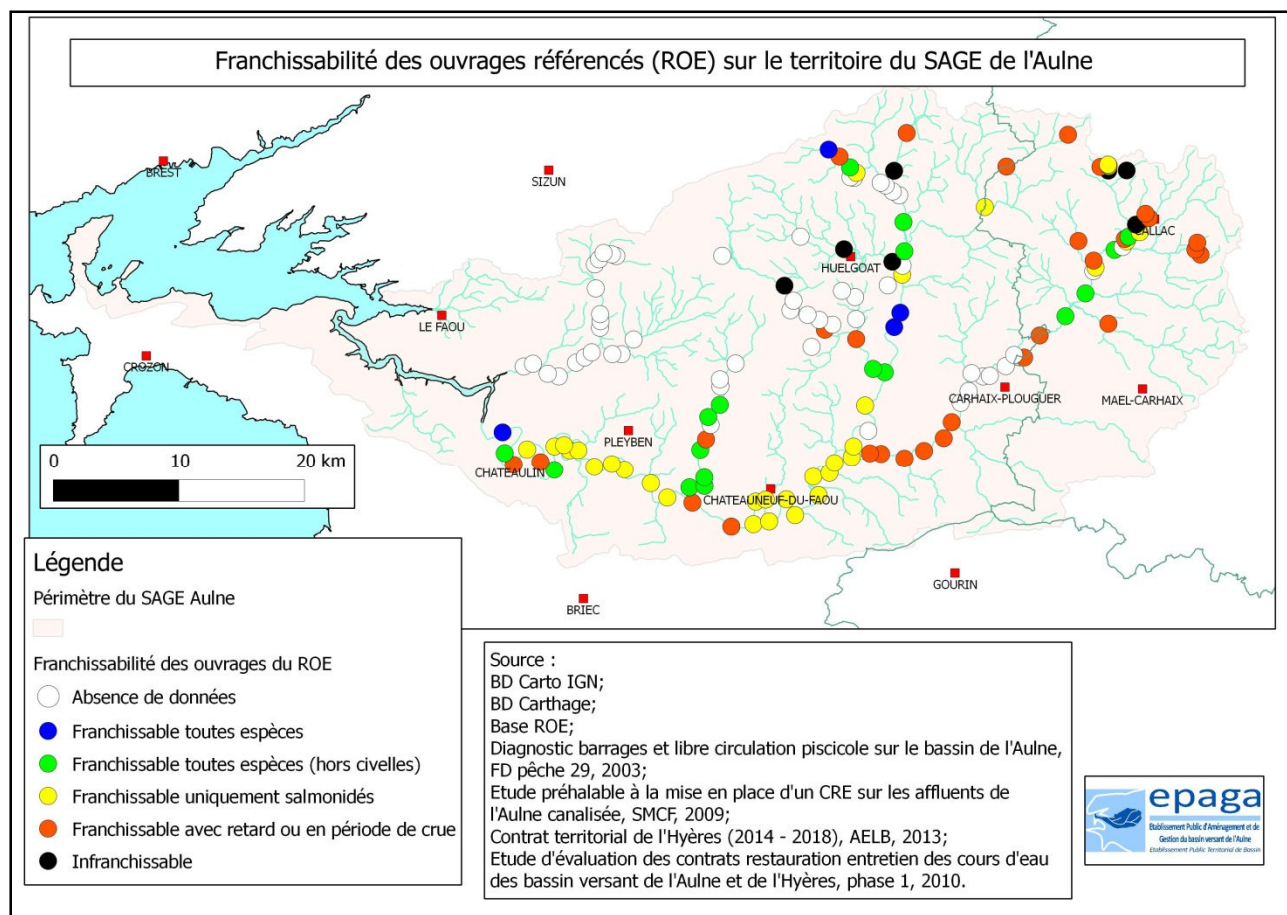 Franchissabilité des ouvrages référencés (ROE) sur le territoire du SAGE de l'Aulne
BREST
SIZUN
CALLAC
HUELGOAT
LE FAOU
CROZON
CARHAIX-PLOUGUER
MAEL-CARHAIX
PLEYBEN
CHATEAULIN
CHATEAUNEUF-DU-FAOU
GOURIN
BRIEC
0 10 20 km
Légende
Périmètre du SAGE Aulne
Franchissabilité des ouvrages du ROE
Absence de données
Franchissable toutes espèces
Franchissable toutes espèces (hors civelles)
Franchissable uniquement salmonidés
Franchissable avec retard ou en période de crue
Infranchissable
Source :
BD Carto IGN;
BD Carthage;
Base ROE;
Diagnostic barrages et libre circulation piscicole sur le bassin de l'Aulne,
FD pêche 29, 2003;
Etude préhalable à la mise en place d'un CRE sur les affluents de
l'Aulne canalisée, SMCF, 2009;
Contrat territorial de l'Hyères (2014 - 2018), AELB, 2013;
Etude d'évaluation des contrats restauration entretien des cours d'eau
des bassin versant de l'Aulne et de l'Hyères, phase 1, 2010.
epaga
Etablissement Public d'Aménagement et de
Gestion du bassin versant de l'Aulne
Etablissement Public Territorial de Bassin